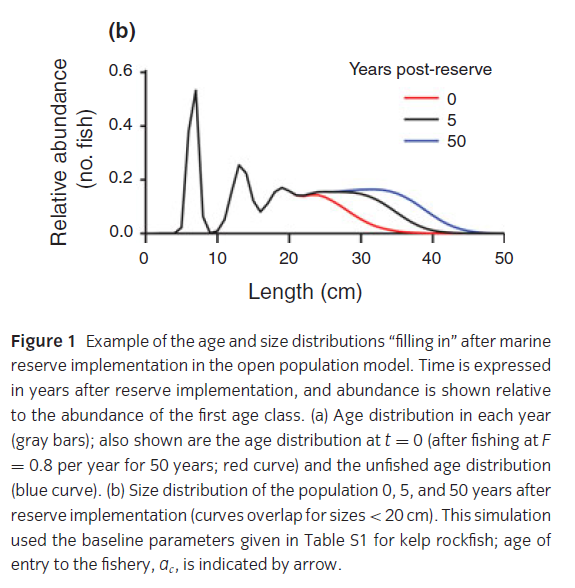 (b)
Relative abundance
(no. fish)
0.6
0.4
0.2
0.0
Years post-reserve
0
5
50
0
10
20
30
40
50
Length (cm)
Figure 1 Example of the age and size distributions “filling in” after marine
reserve implementation in the open population model. Time is expressed
in years after reserve implementation, and abundance is shown relative
to the abundance of the first age class. (a) Age distribution in each year
(gray bars); also shown are the age distribution at t = 0 (after fishing at F
= 0.8 per year for 50 years; red curve) and the unfished age distribution
(blue curve). (b) Size distribution of the population 0, 5, and 50 years after
reserve implementation (curves overlap for sizes < 20 cm). This simulation
used the baseline parameters given in Table S1 for kelp rockfish; age of
entry to the fishery, ac, is indicated by arrow.